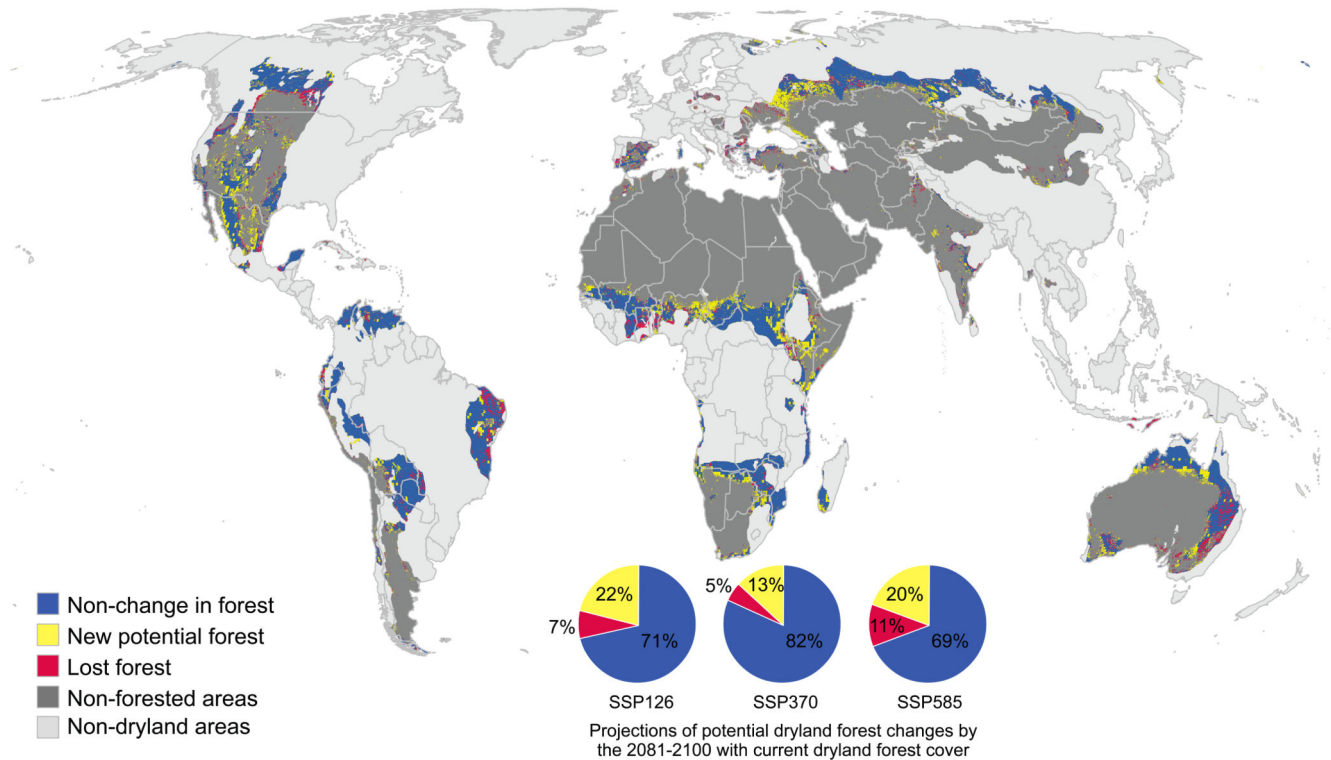 Non-change in forest
New potential forest
Lost forest
Non-forested areas
Non-dryland areas
22%
7%
71%
SSP126
5%
13%
82%
SSP370
20%
11%
69%
SSP585
Projections of potential dryland forest changes by
the 2081-2100 with current dryland forest cover